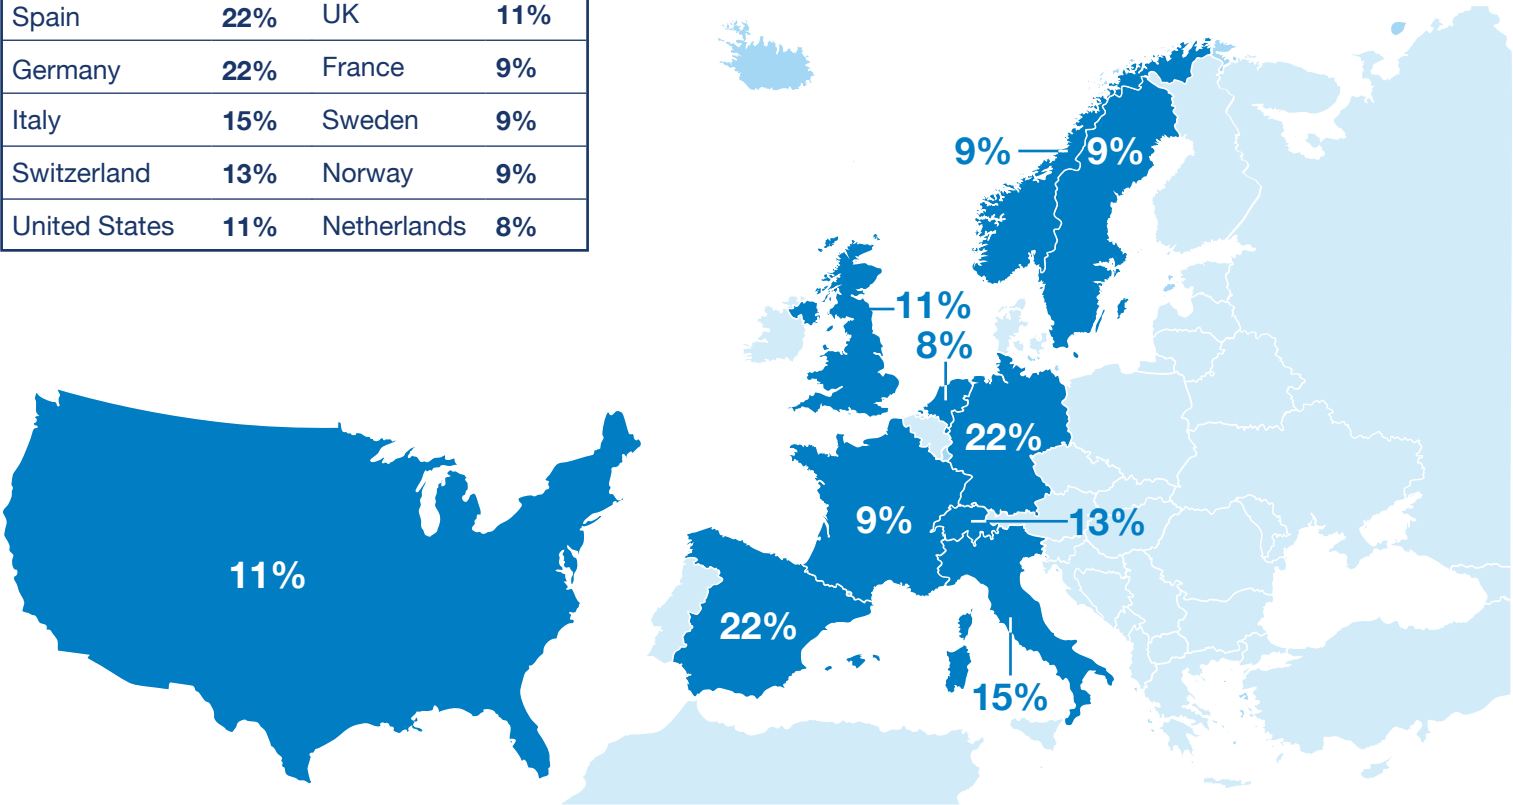 Spain 22% UK 11%
Germany 22% France 9%
Italy 15% Sweden 9%
Switzerland 13% Norway 9%
United States 11% Netherlands 8%
9% 9%
11%
8%
22%
9% 13%
11%
22%
15%